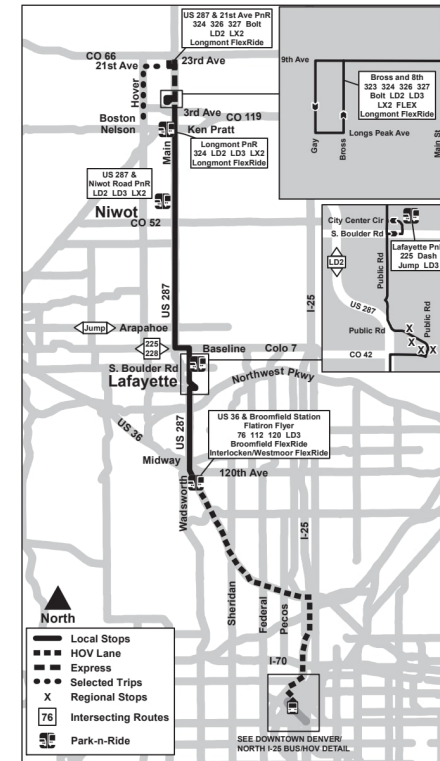 US 287 & 21st Ave PnR
324 326 327 Bolt
LD2 LX2
Longmont FlexRide
CO 66
21st Ave
23rd Ave
Hover
3rd Ave
CO 119
Boston
Nelson
Ken Pratt
Main
Longmont PnR
324 LD2 LD3 LX2
Longmont FlexRide
US 287 &
Niwot Road PnR
LD2 LD3 LX2
Niwot
CO 52
US 287
I-25
Jump
Arapahoe
225
228
Baseline
Colo 7
S. Boulder Rd
Lafayette
Northwest Pkwy
US 287
US 36
US 36 & Broomfield Station
Flatiron Flyer
76 112 120 LD3
Broomfield FlexRide
Interlocken/Westmoor FlexRide
Midway
120th Ave
Wadsworth
I-25
Sheridan
Federal
Pecos
I-70
SEE DOWNTOWN DENVER/
NORTH I-25 BUS/HOV DETAIL
9th Ave
Bross and 8th
323 324 326 327
Bolt LD2 LD3
LX2 FLEX
Longmont FlexRide
Longs Peak Ave
Gay
Bross
Main St
City Center Cir
S. Boulder Rd
Lafayette Pn
225 Dash
Jump LD3
LD2
Public Rd
US 287
Public Rd
Public Rd
X
X
X X
CO 42
North
Local Stops
HOV Lane
Express
Selected Trips
X Regional Stops
76 Intersecting Routes
Park-n-Ride